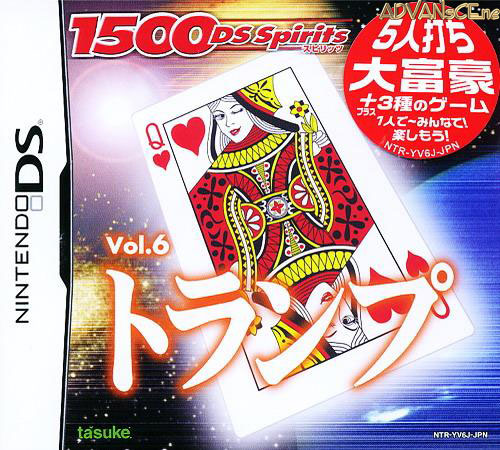 ADVANsCEne
1500 DS Spirits
スピリッツ
5人打ち
大富豪
プラス+3種のゲーム
1人で~みんなで!
楽しもう!
NTR-YV6J-JPN
NINTENDO DS
Q
Vol.6
トランプ
tasuke
NTR-YV6J-JPN